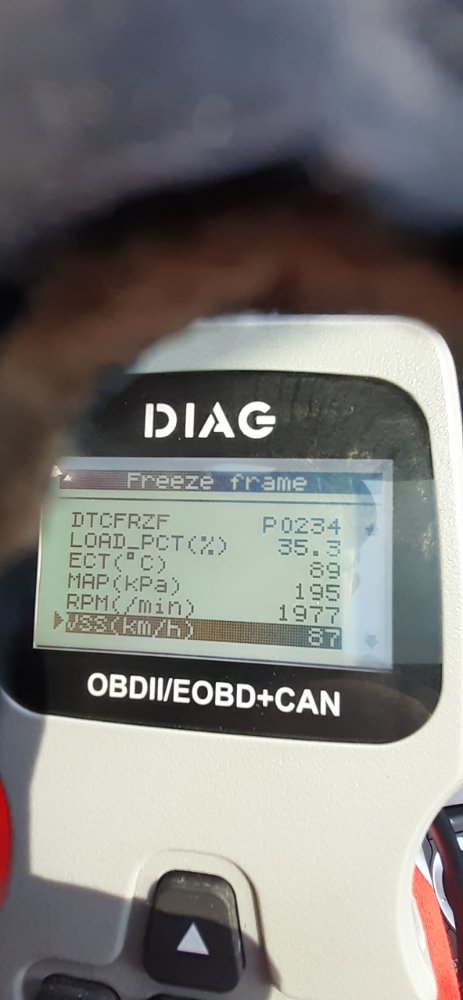 DIAG
Freeze frame
DTCFRZF P0234
LOAD_PCT(%) 35.3
ECT(°C) 89
MAP(kPa) 195
RPM(/min) 1977
VSS(km/h) 87
OBDII/EOBD+CAN